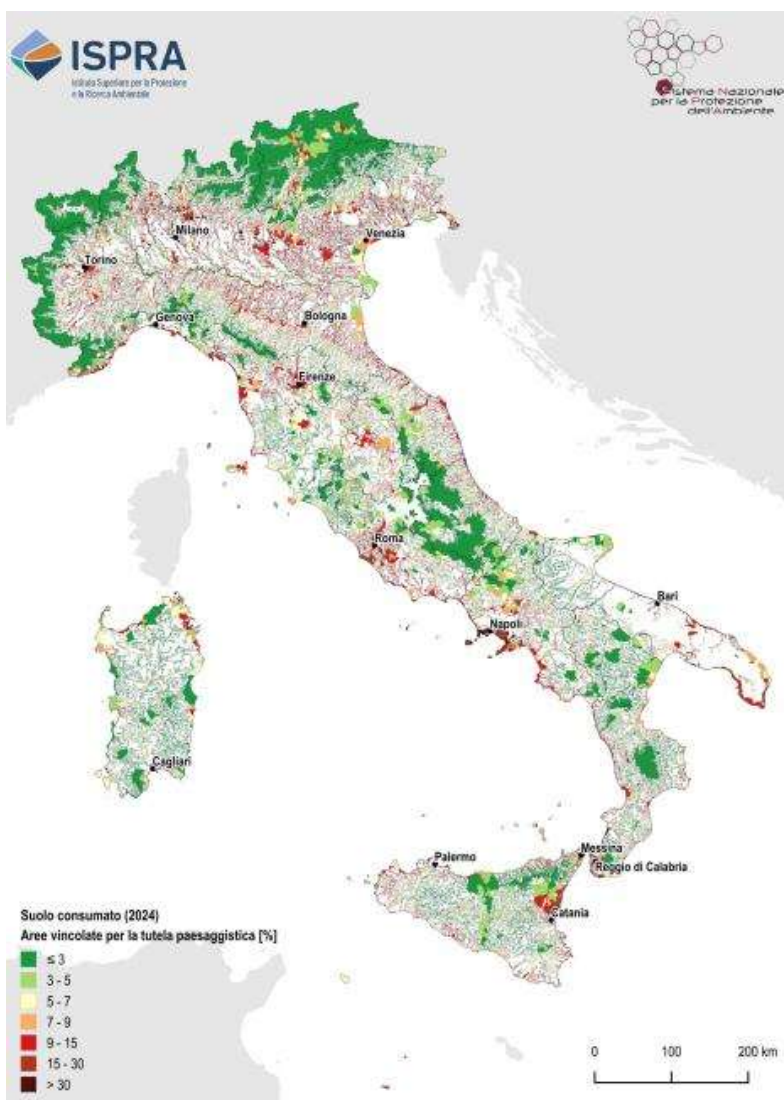 ISPRA
Istituto Superiore per la Protezione
e la Ricerca Ambientale
Sistema Nazionale
per la Protezione
dell'Ambiente
Milano
Venezia
Torino
Genova
Bologna
Firenze
Roma
Bari
Napoli
Cagliari
Messina
Palermo
Reggio di Calabria
Catania
Suolo consumato (2024)
Aree vincolate per la tutela paesaggistica [%]
≤ 3
3 - 5
5 - 7
7 - 9
9 - 15
15 - 30
> 30
0 100 200 km